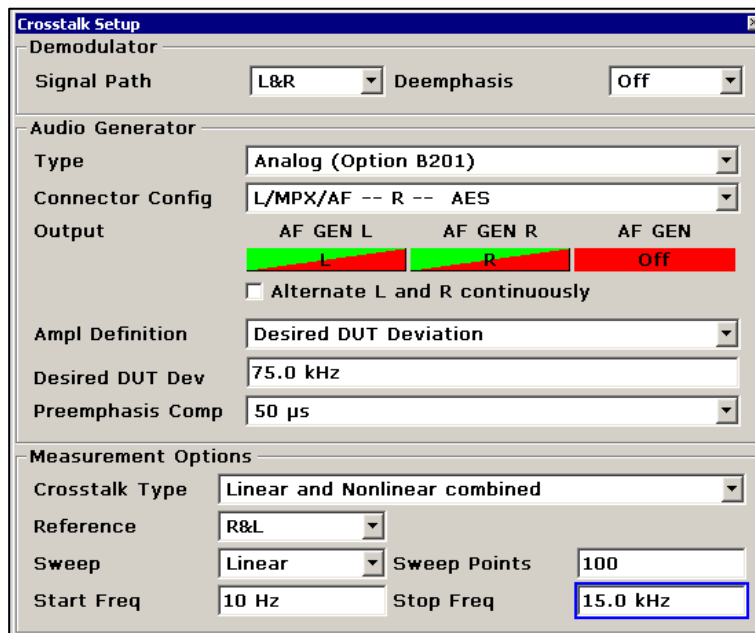 Crosstalk Setup
Demodulator
Signal Path L&R Deemphasis Off
Audio Generator
Type Analog (Option B201)
Connector Config L/MPX/AF -- R -- AES
Output AF GEN L AF GEN R AF GEN
L R Off
Alternate L and R continuously
Ampl Definition Desired DUT Deviation
Desired DUT Dev 75.0 kHz
Preemphasis Comp 50 µs
Measurement Options
Crosstalk Type Linear and Nonlinear combined
Reference R&L
Sweep Linear Sweep Points 100
Start Freq 10 Hz Stop Freq 15.0 kHz